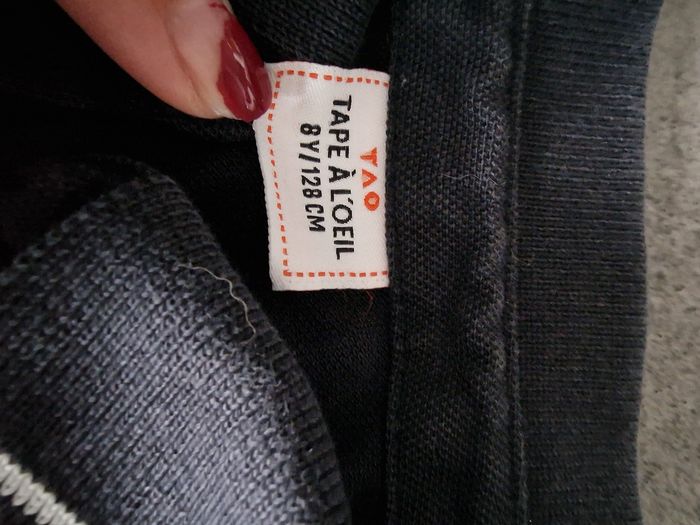 TAO
TAPE À L'OEIL
8 Y/128 CM